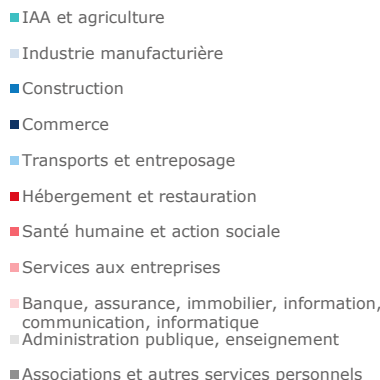 IAA et agriculture
Industrie manufacturière
Construction
Commerce
Transports et entreposage
Hébergement et restauration
Santé humaine et action sociale
Services aux entreprises
Banque, assurance, immobilier, information,
communication, informatique
Administration publique, enseignement
Associations et autres services personnels